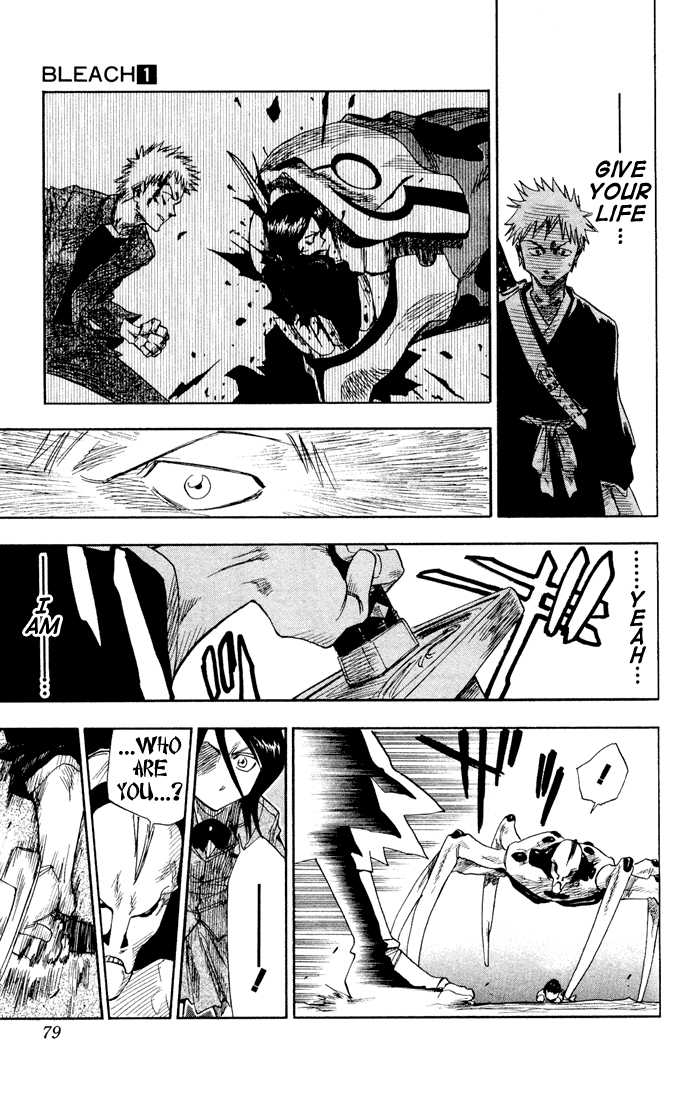 BLEACH 1
GIVE
YOUR
LIFE
...
......YEAH...
I
AM
......
!
...WHO
ARE
YOU...?
!
79